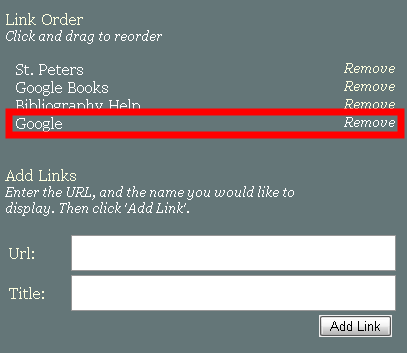 Link Order
Click and drag to reorder
St. Peters Remove
Google Books Remove
Bibliography Help Remove
Google Remove
Add Links
Enter the URL, and the name you would like to
display. Then click 'Add Link'.
Url:
Title:
Add Link